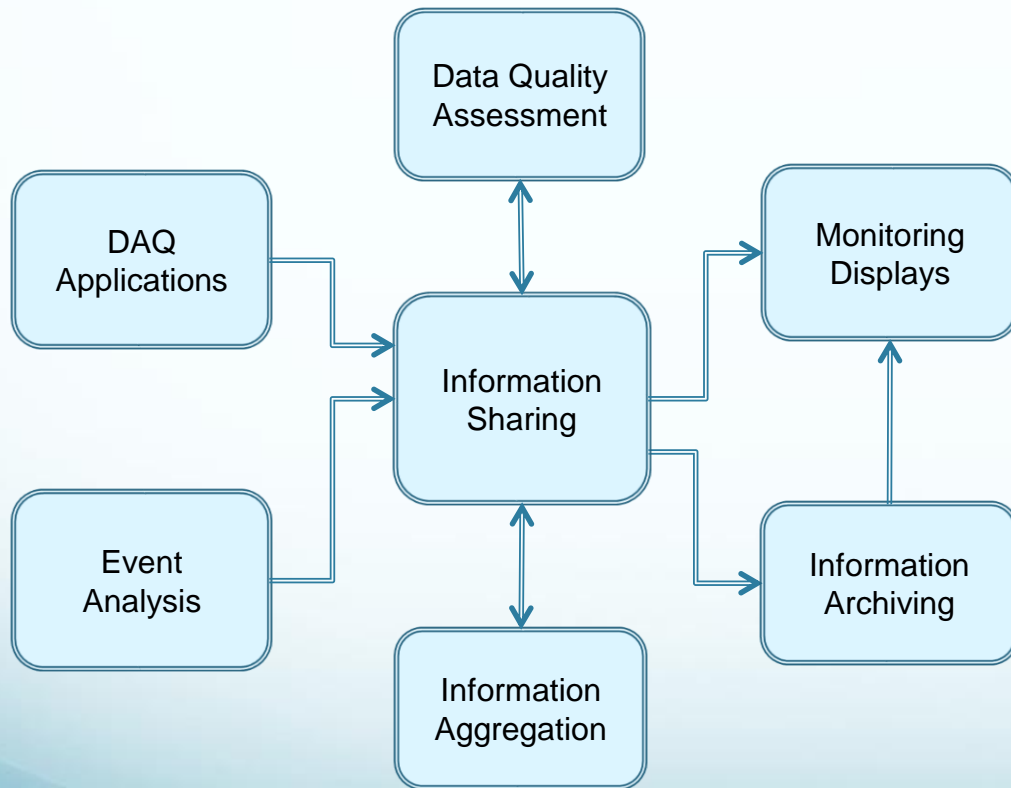 Data Quality
Assessment
DAQ
Applications
Monitoring
Displays
Information
Sharing
Event
Analysis
Information
Archiving
Information
Aggregation